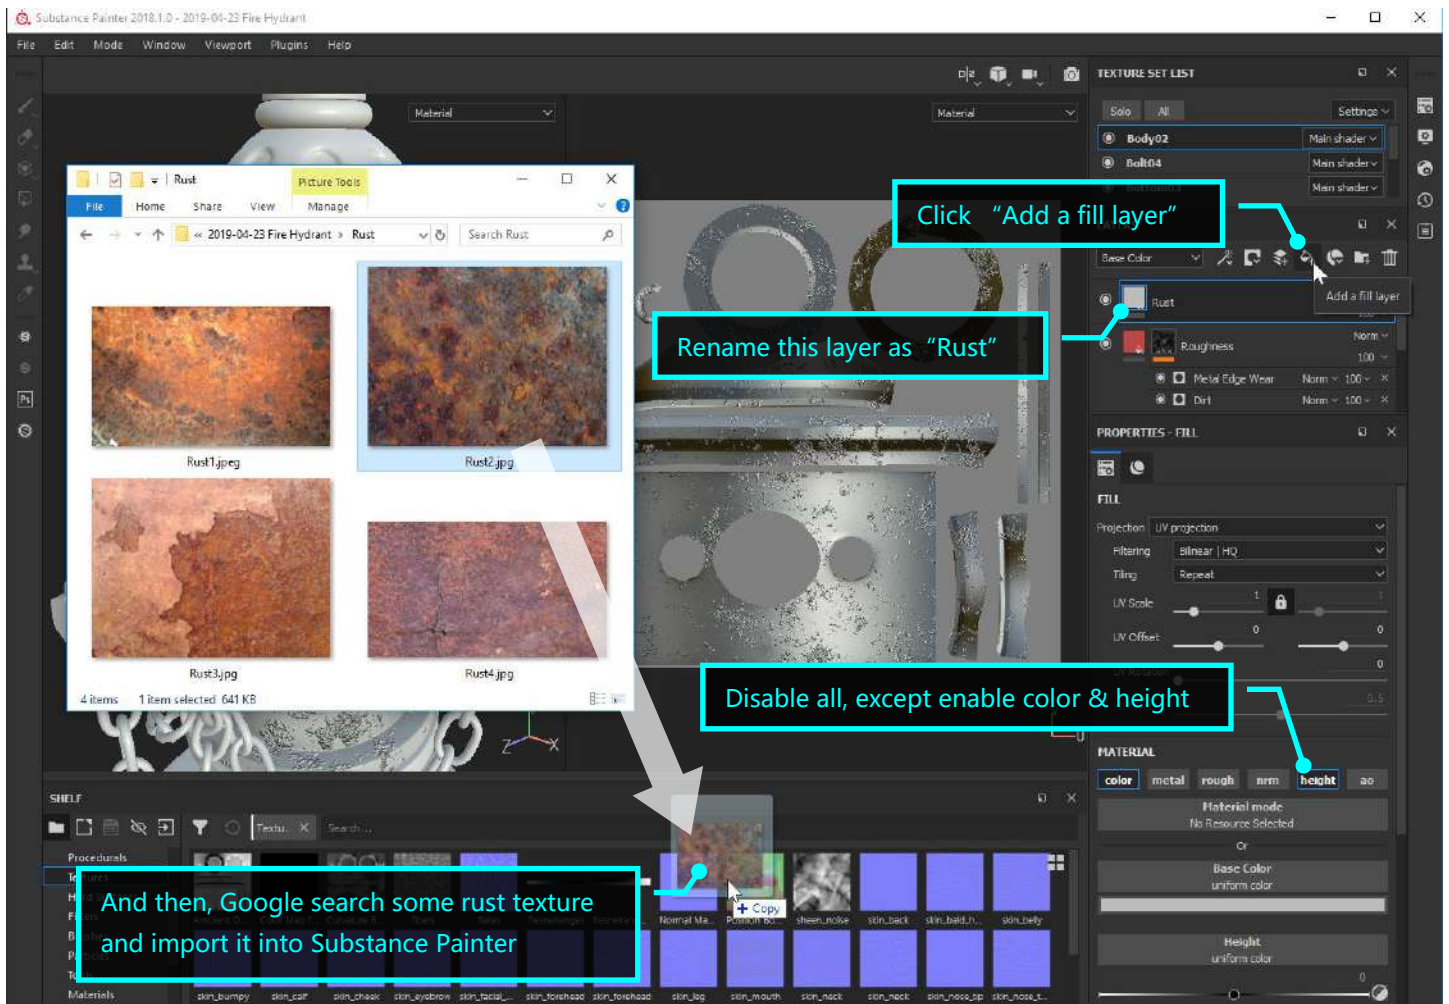 Substance Painter 2018.1.0 - 2019-04-23 Fire Hydrant
File Edit Mode Window Viewport Plugins Help
Material
Material
TEXTURE SET LIST
Solo All Settings
Body02 Main shader
Bolt04 Main shader
Main shader
Rust Picture Tools
File Home Share View Manage
« 2019-04-23 Fire Hydrant > Rust Search Rust
Rust1.jpeg
Rust2.jpg
Rust3.jpg
Rust4.jpg
4 items 1 item selected 641 KB
Click “Add a fill layer”
Base Color
Add a fill layer
Rust
Rename this layer as “Rust”
Roughness Norm
100
Metal Edge Wear Norm 100
Dirt Norm 100
PROPERTIES - FILL
FILL
Projection UV projection
Filtering Bilinear | HQ
Tiling Repeat
UV Scale 1
UV Offset 0 0
0
0.5
Disable all, except enable color & height
Z X
U
MATERIAL
color metal rough nrm height ao
Material mode
No Resource Selected
Or
Base Color
uniform color
Height
uniform color
0
SHELF
Textu... Search...
Procedurals
And then, Google search some rust texture
and import it into Substance Painter
+ Copy
Normal Ma... sheen_noise skin_back skin_bald_h... skin_belly
Materials
skin_bumpy skin_calf skin_cheek skin_eyebrow skin_facial_... skin_forehead skin_forehead skin_leg skin_mouth skin_neck skin_neck skin_nose_tip skin_nose_t...
Ps